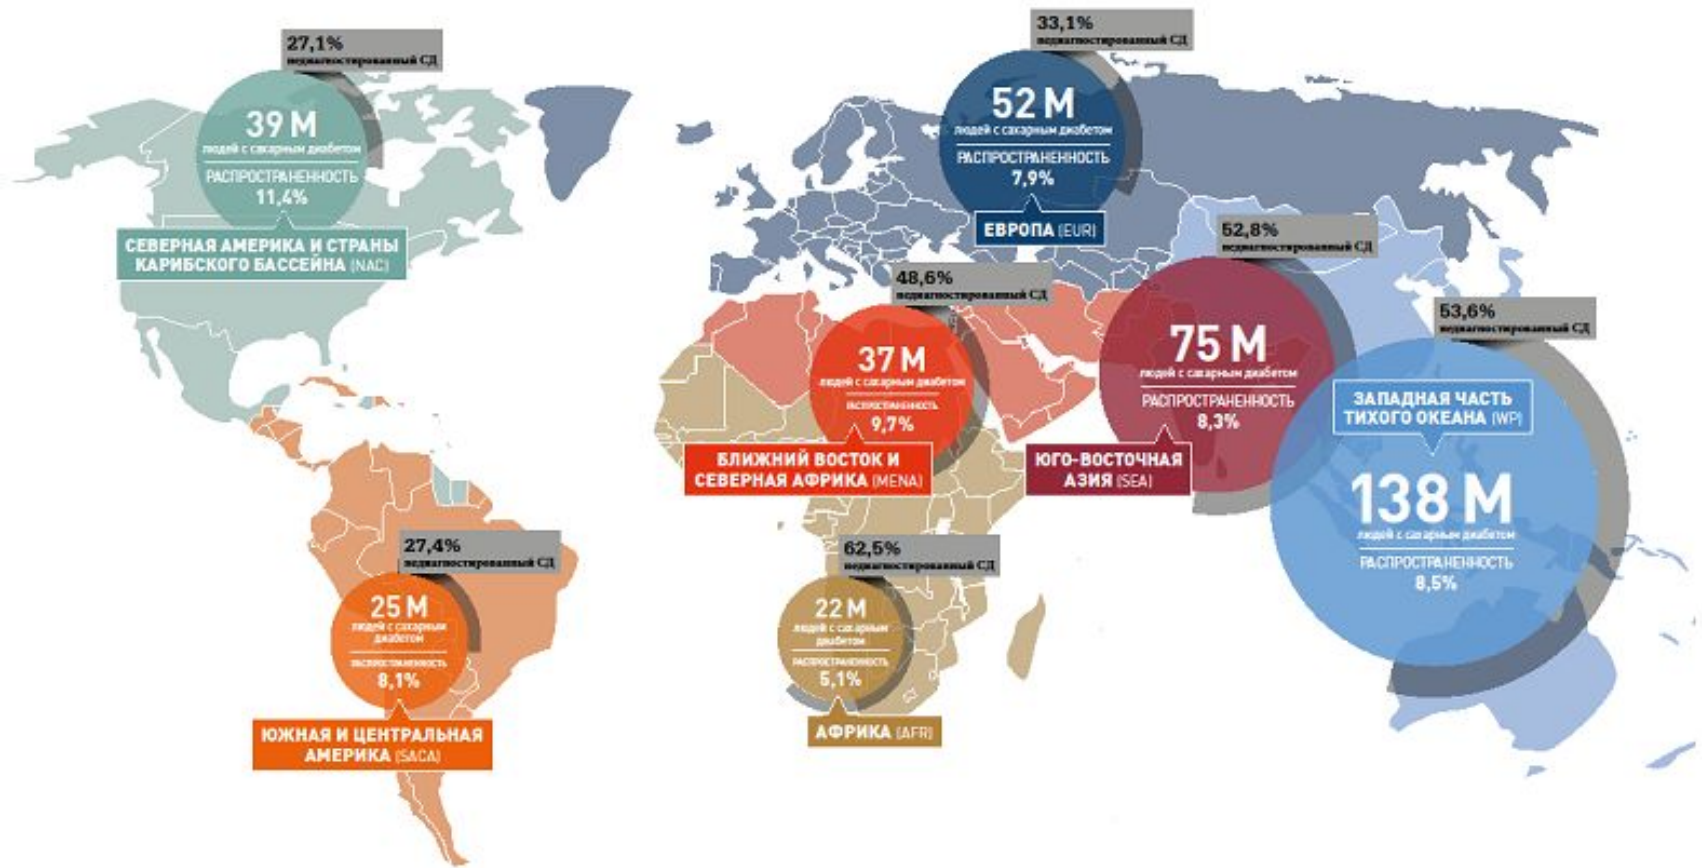 27,1%
недиагностированный СД
39 М
людей с сахарным диабетом
РАСПРОСТРАНЕННОСТЬ
11,4%
СЕВЕРНАЯ АМЕРИКА И СТРАНЫ
КАРИБСКОГО БАССЕЙНА (NAC)
33,1%
недиагностированный СД
52 М
людей с сахарным диабетом
РАСПРОСТРАНЕННОСТЬ
7,9%
ЕВРОПА (EUR)
48,6%
недиагностированный СД
37 М
людей с сахарным диабетом
РАСПРОСТРАНЕННОСТЬ
9,7%
БЛИЖНИЙ ВОСТОК И
СЕВЕРНАЯ АФРИКА (MENA)
52,8%
недиагностированный СД
75 М
людей с сахарным диабетом
РАСПРОСТРАНЕННОСТЬ
8,3%
ЮГО-ВОСТОЧНАЯ
АЗИЯ (SEA)
53,6%
недиагностированный СД
ЗАПАДНАЯ ЧАСТЬ
ТИХОГО ОКЕАНА (WP)
138 М
людей с сахарным диабетом
РАСПРОСТРАНЕННОСТЬ
8,5%
27,4%
недиагностированный СД
25 М
людей с сахарным
диабетом
РАСПРОСТРАНЕННОСТЬ
8,1%
ЮЖНАЯ И ЦЕНТРАЛЬНАЯ
АМЕРИКА (SACA)
62,5%
недиагностированный СД
22 М
людей с сахарным
диабетом
РАСПРОСТРАНЕННОСТЬ
5,1%
АФРИКА (AFR)